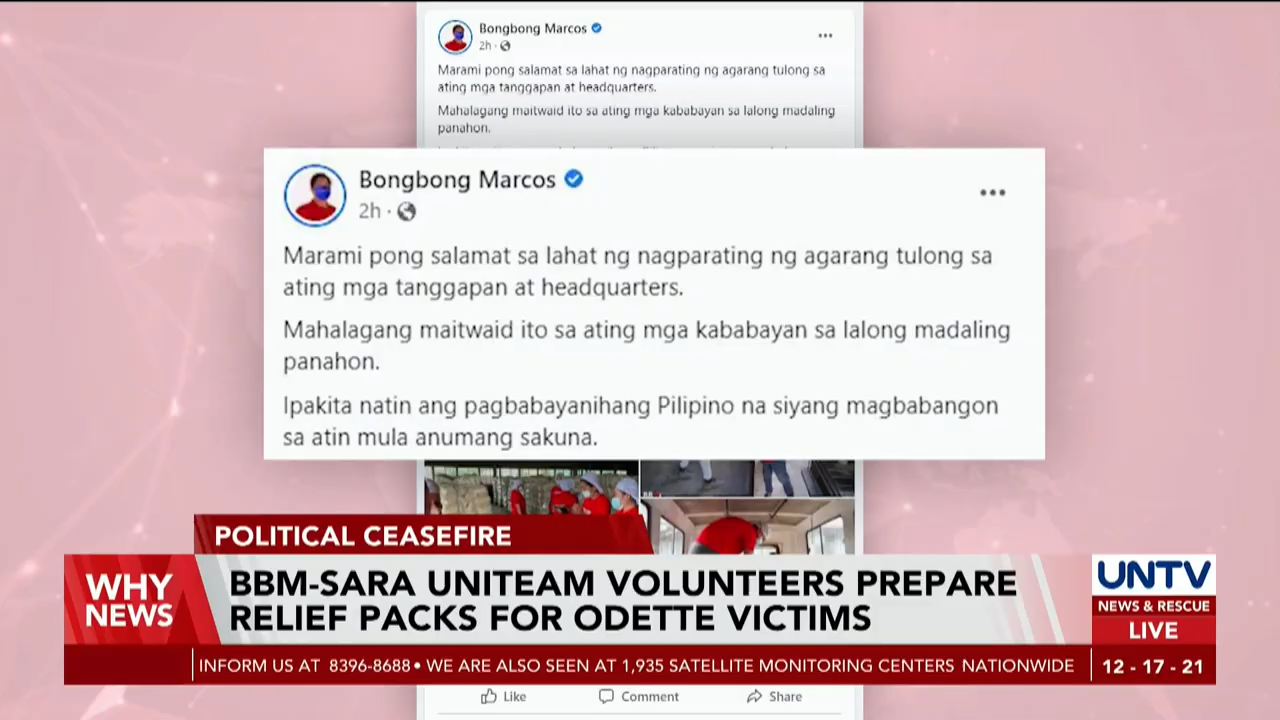 Bongbong Marcos
2h
Marami pong salamat sa lahat ng nagparating ng agarang tulong sa
ating mga tanggapan at headquarters.
Mahalagang maitwaid ito sa ating mga kababayan sa lalong madaling
panahon.
Bongbong Marcos
2h
Marami pong salamat sa lahat ng nagparating ng agarang tulong sa
ating mga tanggapan at headquarters.
Mahalagang maitwaid ito sa ating mga kababayan sa lalong madaling
panahon.
Ipakita natin ang pagbabayanihang Pilipino na siyang magbabangon
sa atin mula anumang sakuna.
POLITICAL CEASEFIRE
WHY
NEWS
BBM-SARA UNITEAM VOLUNTEERS PREPARE
RELIEF PACKS FOR ODETTE VICTIMS
UNTV
NEWS & RESCUE
LIVE
INFORM US AT 8396-8688• WE ARE ALSO SEEN AT 1,935 SATELLITE MONITORING CENTERS NATIONWIDE
12 - 17 - 21
Like Comment Share